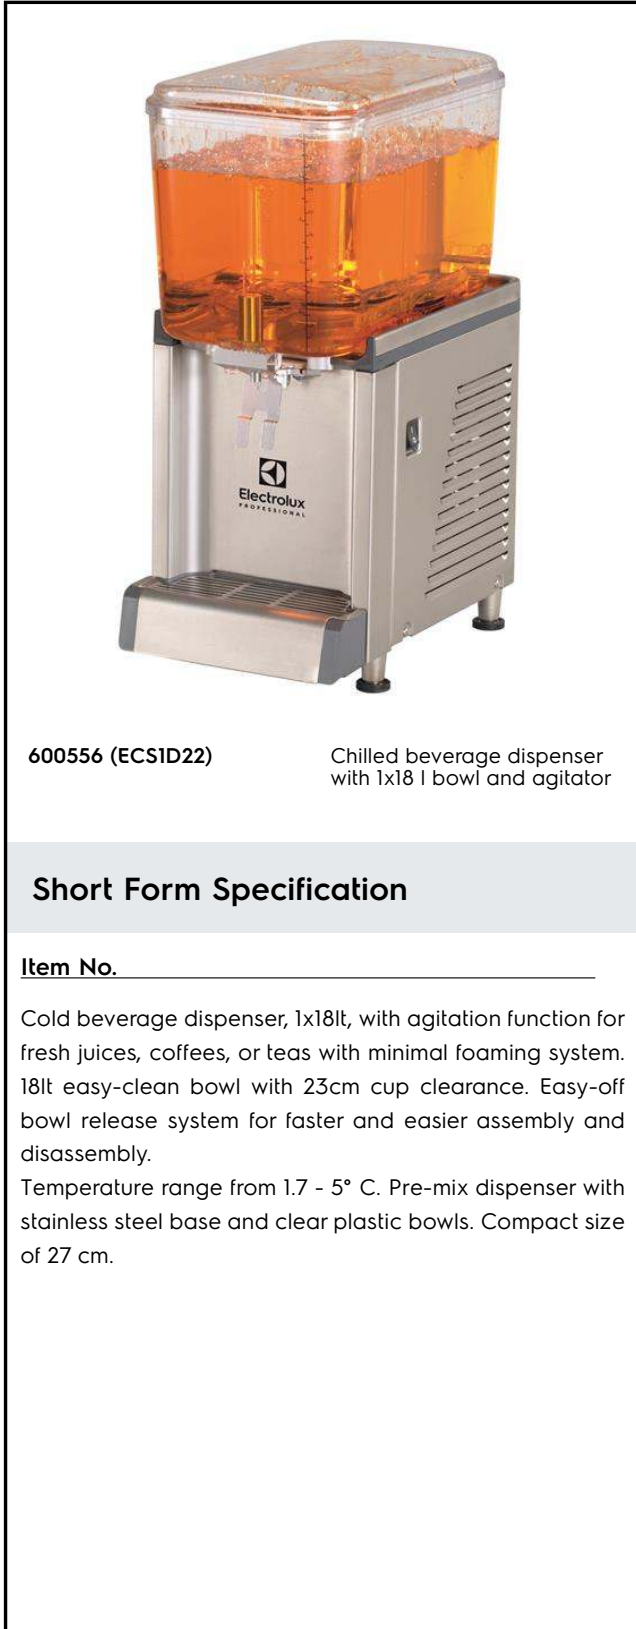 Electrolux
PROFESSIONAL
600556 (ECS1D22)
Chilled beverage dispenser
with 1x18 l bowl and agitator
Short Form Specification
Item No.
Cold beverage dispenser, 1x18lt, with agitation function for
fresh juices, coffees, or teas with minimal foaming system.
18lt easy-clean bowl with 23cm cup clearance. Easy-off
bowl release system for faster and easier assembly and
disassembly.
Temperature range from 1.7 - 5° C. Pre-mix dispenser with
stainless steel base and clear plastic bowls. Compact size
of 27 cm.